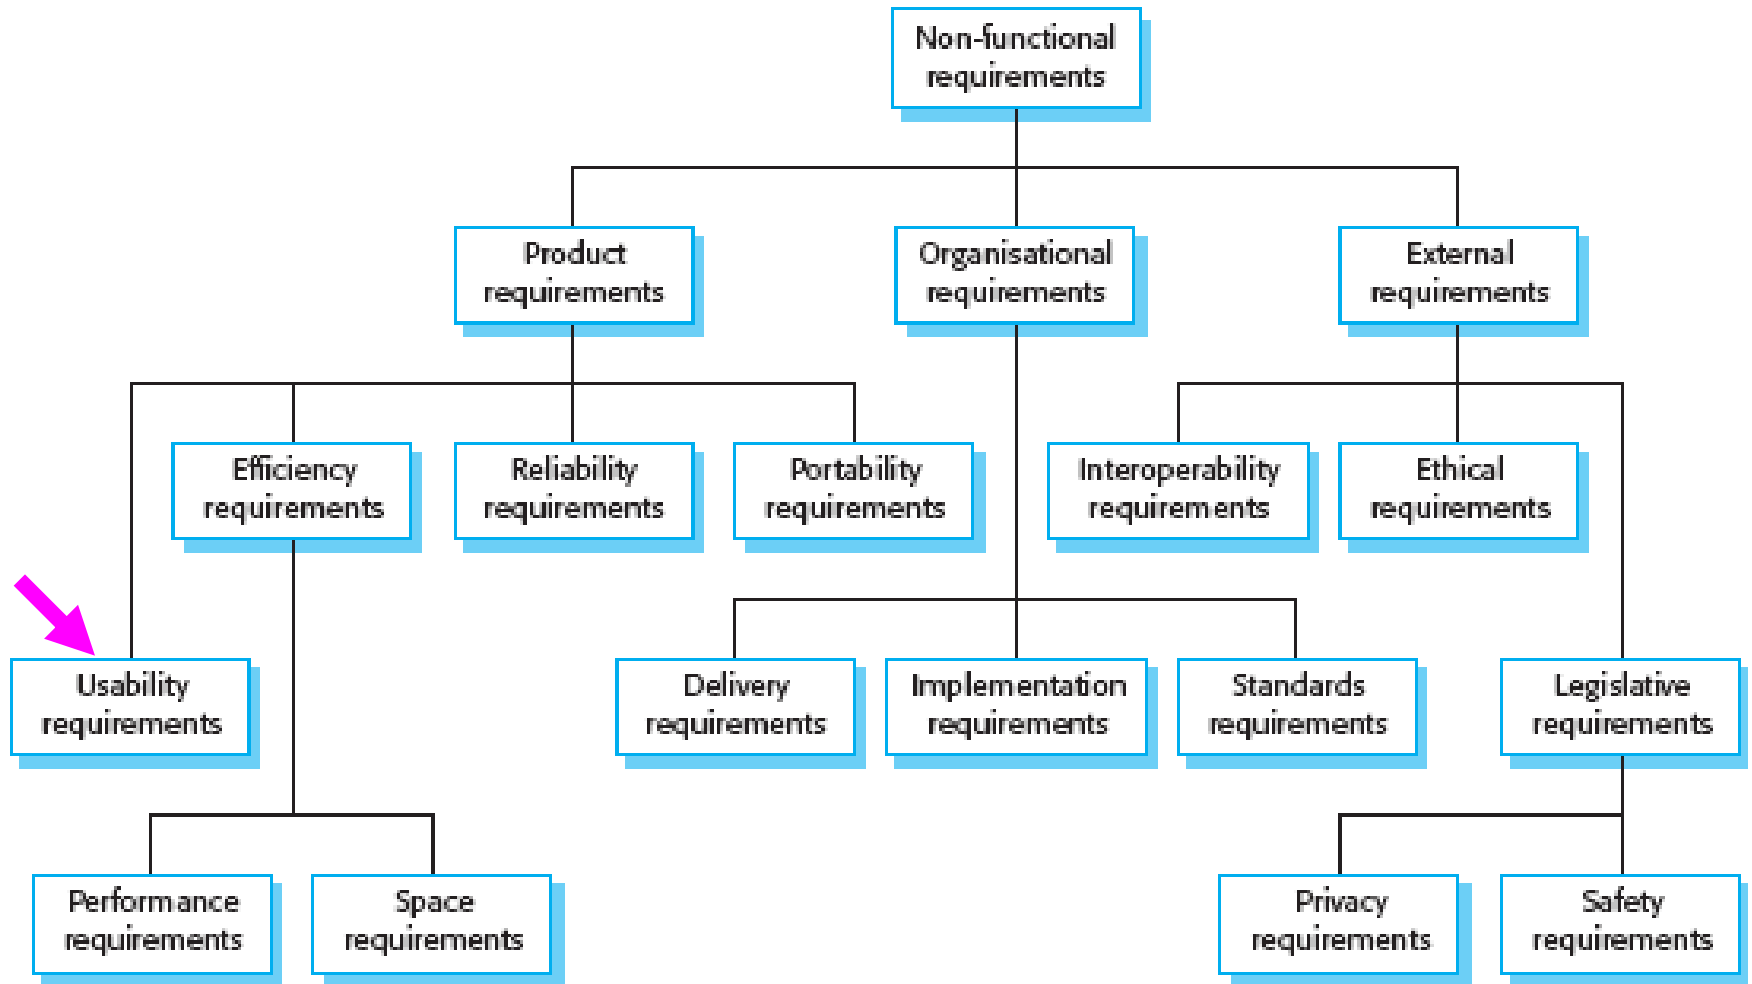 Non-functional
requirements
Product
requirements
Organisational
requirements
External
requirements
Efficiency
requirements
Reliability
requirements
Portability
requirements
Interoperability
requirements
Ethical
requirements
Usability
requirements
Delivery
requirements
Implementation
requirements
Standards
requirements
Legislative
requirements
Performance
requirements
Space
requirements
Privacy
requirements
Safety
requirements